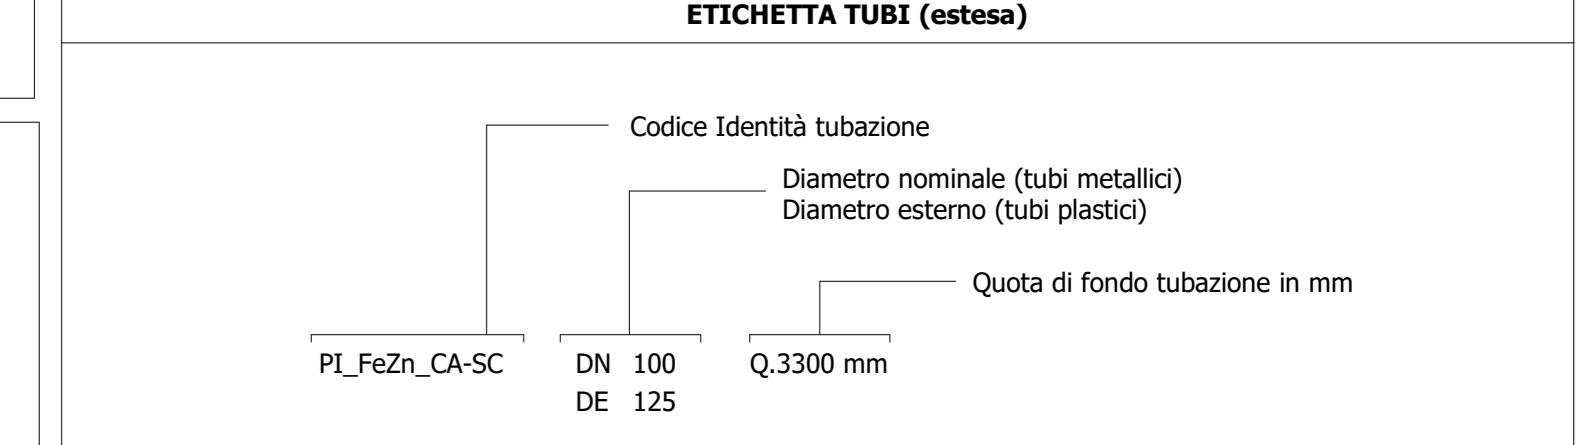 ETICHETTA TUBI (estesa)
Codice Identità tubazione
Diametro nominale (tubi metallici)
Diametro esterno (tubi plastici)
Quota di fondo tubazione in mm
PI_FeZn_CA-SC DN 100 Q.3300 mm
DE 125